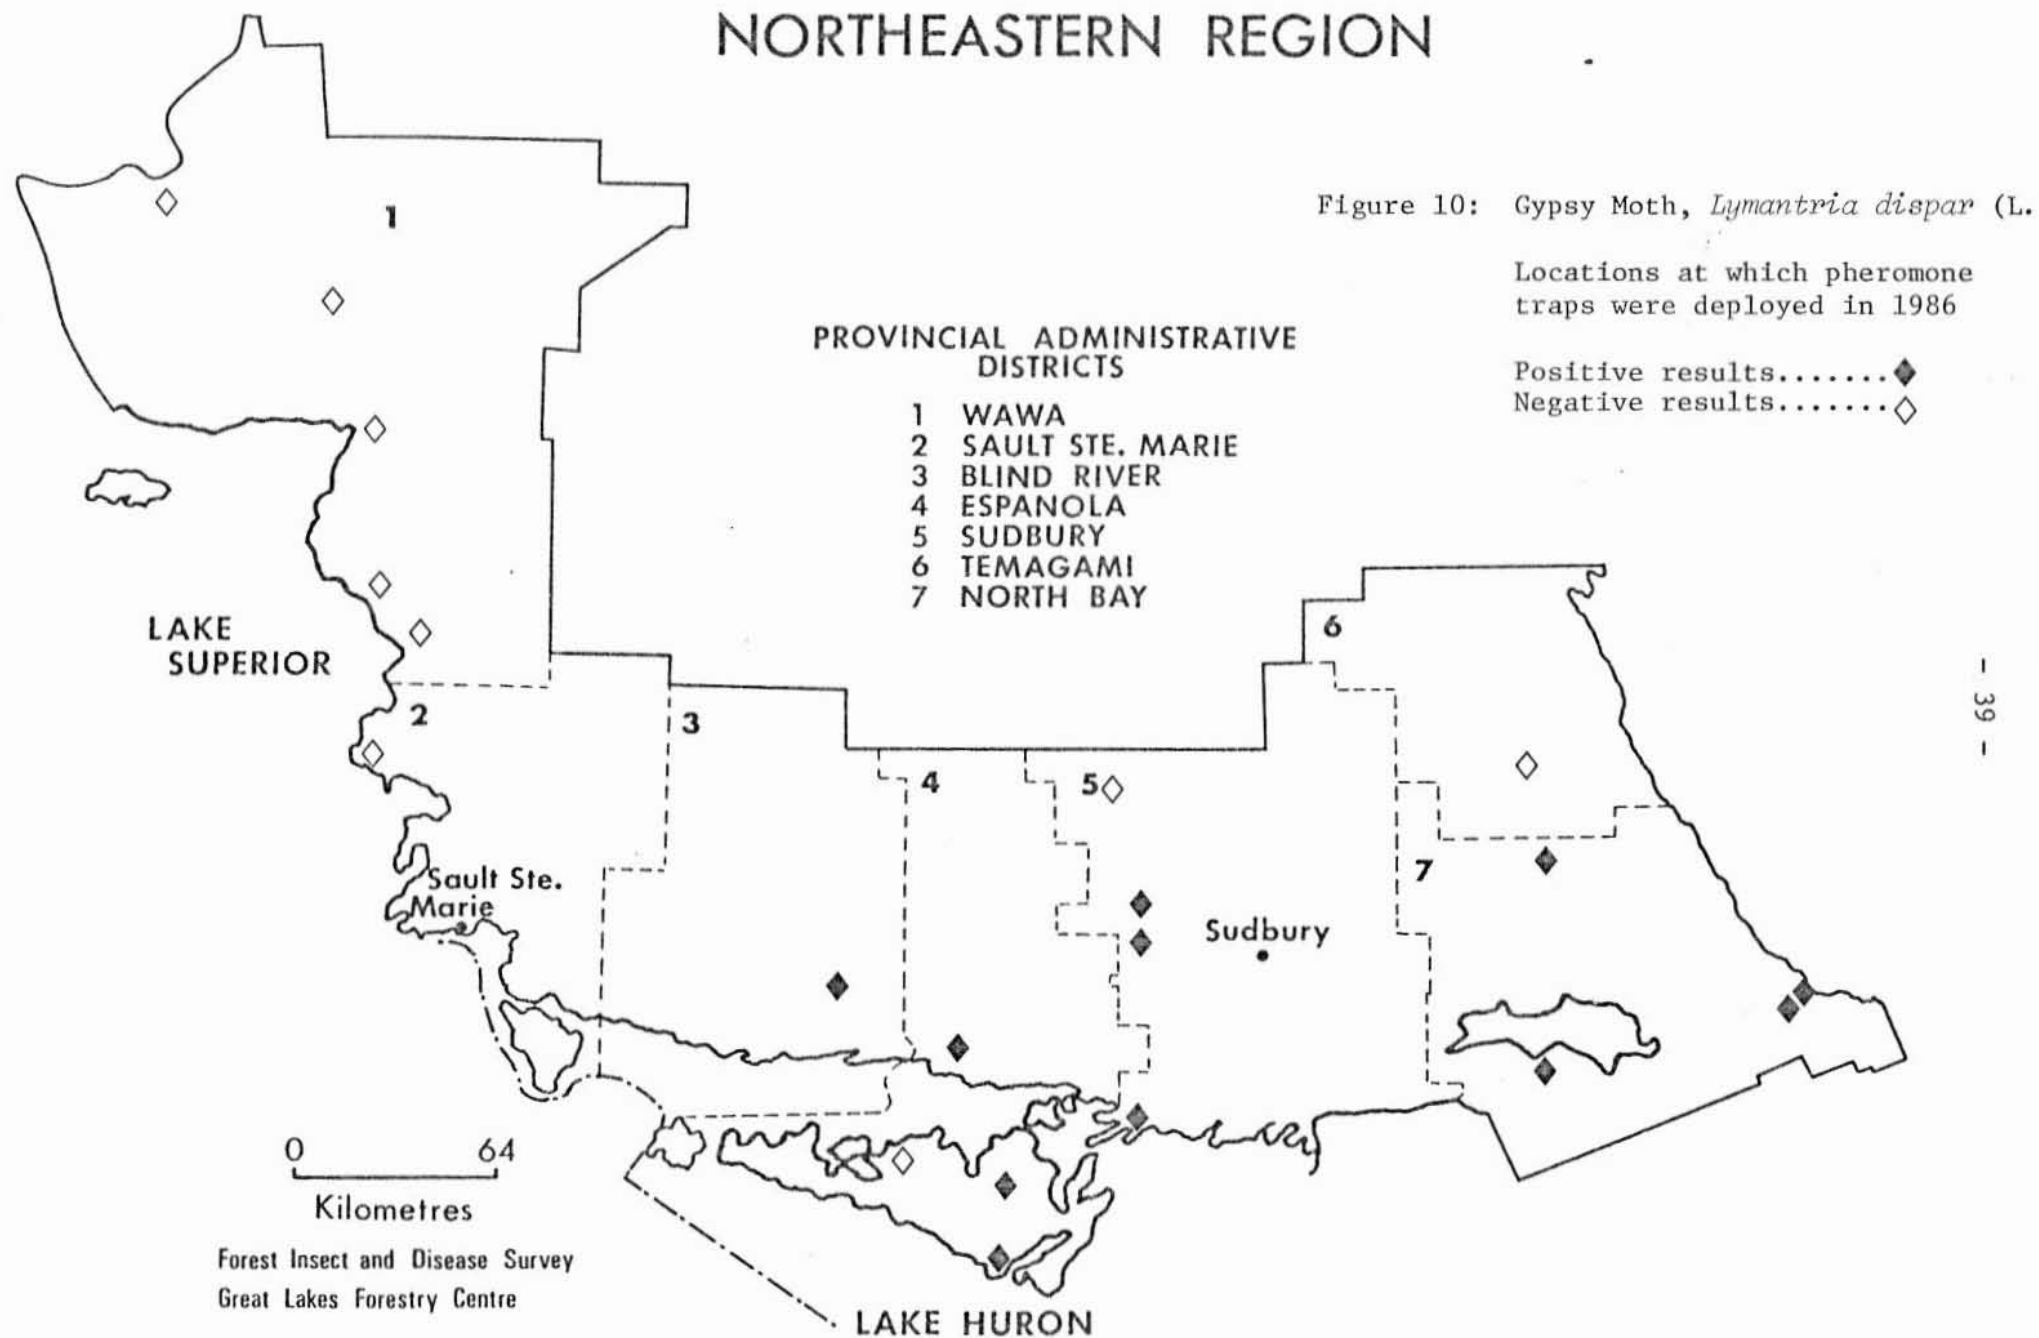 NORTHEASTERN REGION
Figure 10: Gypsy Moth, Lymantria dispar (L.
Locations at which pheromone
traps were deployed in 1986
Positive results.......
Negative results.......
PROVINCIAL ADMINISTRATIVE
DISTRICTS
1 WAWA
2 SAULT STE. MARIE
3 BLIND RIVER
4 ESPANOLA
5 SUDBURY
6 TEMAGAMI
7 NORTH BAY
1
6
LAKE
SUPERIOR
2
3
4
5
7
Sault Ste.
Marie
Sudbury
- 39 -
0 64
Kilometres
Forest Insect and Disease Survey
Great Lakes Forestry Centre
LAKE HURON